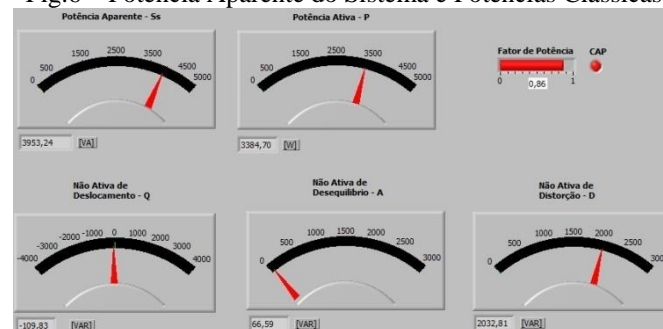 Fig.6 – Potência Aparente do Sistema e Potências Clássicas
Potência Aparente - Ss
0 500 1500 2500 3500 4500 5000
3953,24 [VA]
Potência Ativa - P
0 500 1500 2500 3500 4500 5000
3384,70 [W]
Fator de Potência CAP
0 0,86 1
Não Ativa de
Deslocamento - Q
-4000 -3000 -2000 -1000 0 1000 2000 3000 4000
-109,83 [VAR]
Não Ativa de
Desequilíbrio - A
0 500 1000 1500 2000 2500 3000
66,59 [VAR]
Não Ativa de
Distorção - D
0 500 1000 1500 2000 2500 300
2032,81 [VAR]